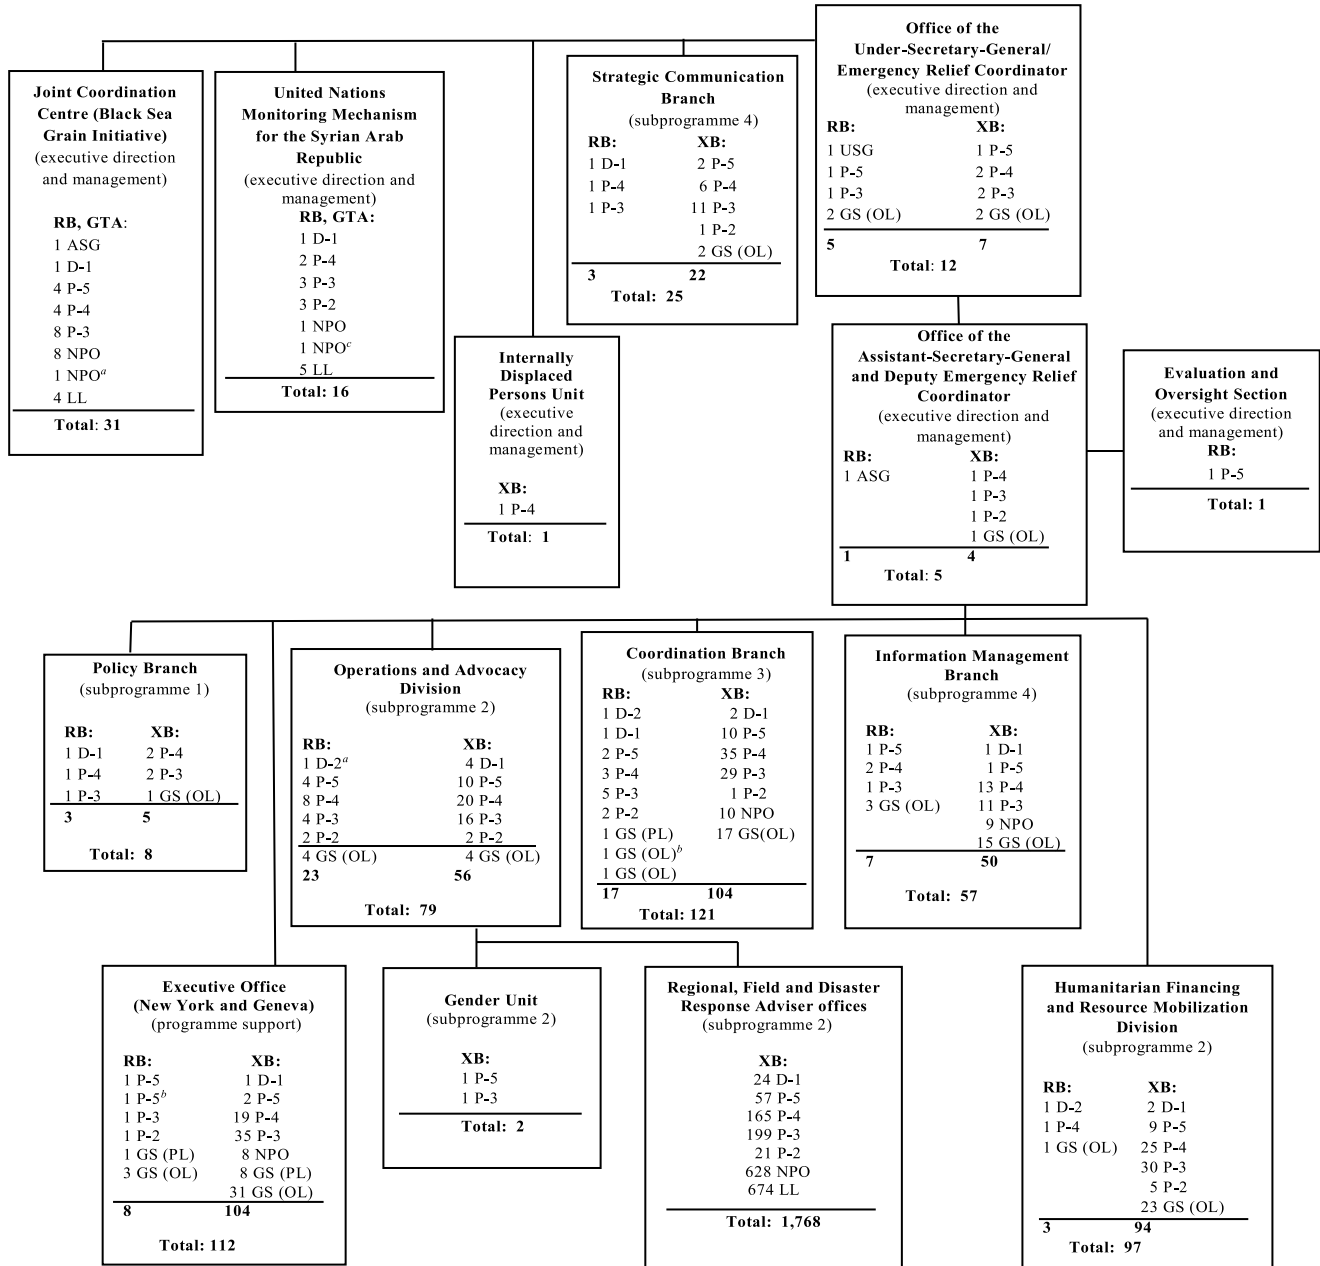 Office of the
Under-Secretary-General/
Emergency Relief Coordinator
(executive direction and
management)
RB: XB:
1 USG 1 P-5
1 P-5 2 P-4
1 P-3 2 P-3
2 GS (OL) 2 GS (OL)
5 7
Total: 12
Strategic Communication
Branch
(subprogramme 4)
RB: XB:
1 D-1 2 P-5
1 P-4 6 P-4
1 P-3 11 P-3
1 P-2
2 GS (OL)
3 22
Total: 25
Joint Coordination
Centre (Black Sea
Grain Initiative)
(executive direction
and management)
RB, GTA:
1 ASG
1 D-1
4 P-5
4 P-4
8 P-3
8 NPO
1 NPOa
4 LL
Total: 31
United Nations
Monitoring Mechanism
for the Syrian Arab
Republic
(executive direction and
management)
RB, GTA:
1 D-1
2 P-4
3 P-3
3 P-2
1 NPO
1 NPOc
5 LL
Total: 16
Internally
Displaced
Persons Unit
(executive
direction and
management)
XB:
1 P-4
Total: 1
Office of the
Assistant-Secretary-General
and Deputy Emergency Relief
Coordinator
(executive direction and
management)
RB: XB:
1 ASG 1 P-4
1 P-3
1 P-2
1 GS (OL)
1 4
Total: 5
Evaluation and
Oversight Section
(executive direction
and management)
RB:
1 P-5
Total: 1
Policy Branch
(subprogramme 1)
RB: XB:
1 D-1 2 P-4
1 P-4 2 P-3
1 P-3 1 GS (OL)
3 5
Total: 8
Operations and Advocacy
Division
(subprogramme 2)
RB: XB:
1 D-2a 4 D-1
4 P-5 10 P-5
8 P-4 20 P-4
4 P-3 16 P-3
2 P-2 2 P-2
4 GS (OL) 4 GS (OL)
23 56
Total: 79
Coordination Branch
(subprogramme 3)
RB: XB:
1 D-2 2 D-1
1 D-1 10 P-5
2 P-5 35 P-4
3 P-4 29 P-3
5 P-3 1 P-2
2 P-2 10 NPO
1 GS (PL) 17 GS(OL)
1 GS (OL)b
1 GS (OL)
17 104
Total: 121
Information Management
Branch
(subprogramme 4)
RB: XB:
1 P-5 1 D-1
2 P-4 1 P-5
1 P-3 13 P-4
3 GS (OL) 11 P-3
9 NPO
15 GS (OL)
7 50
Total: 57
Executive Office
(New York and Geneva)
(programme support)
RB: XB:
1 P-5 1 D-1
1 P-5b 2 P-5
1 P-3 19 P-4
1 P-2 35 P-3
1 GS (PL) 8 NPO
3 GS (OL) 8 GS (PL)
31 GS (OL)
8 104
Total: 112
Gender Unit
(subprogramme 2)
XB:
1 P-5
1 P-3
Total: 2
Regional, Field and Disaster
Response Adviser offices
(subprogramme 2)
XB:
24 D-1
57 P-5
165 P-4
199 P-3
21 P-2
628 NPO
674 LL
Total: 1,768
Humanitarian Financing
and Resource Mobilization
Division
(subprogramme 2)
RB: XB:
1 D-2 2 D-1
1 P-4 9 P-5
1 GS (OL) 25 P-4
30 P-3
5 P-2
23 GS (OL)
3 94
Total: 97